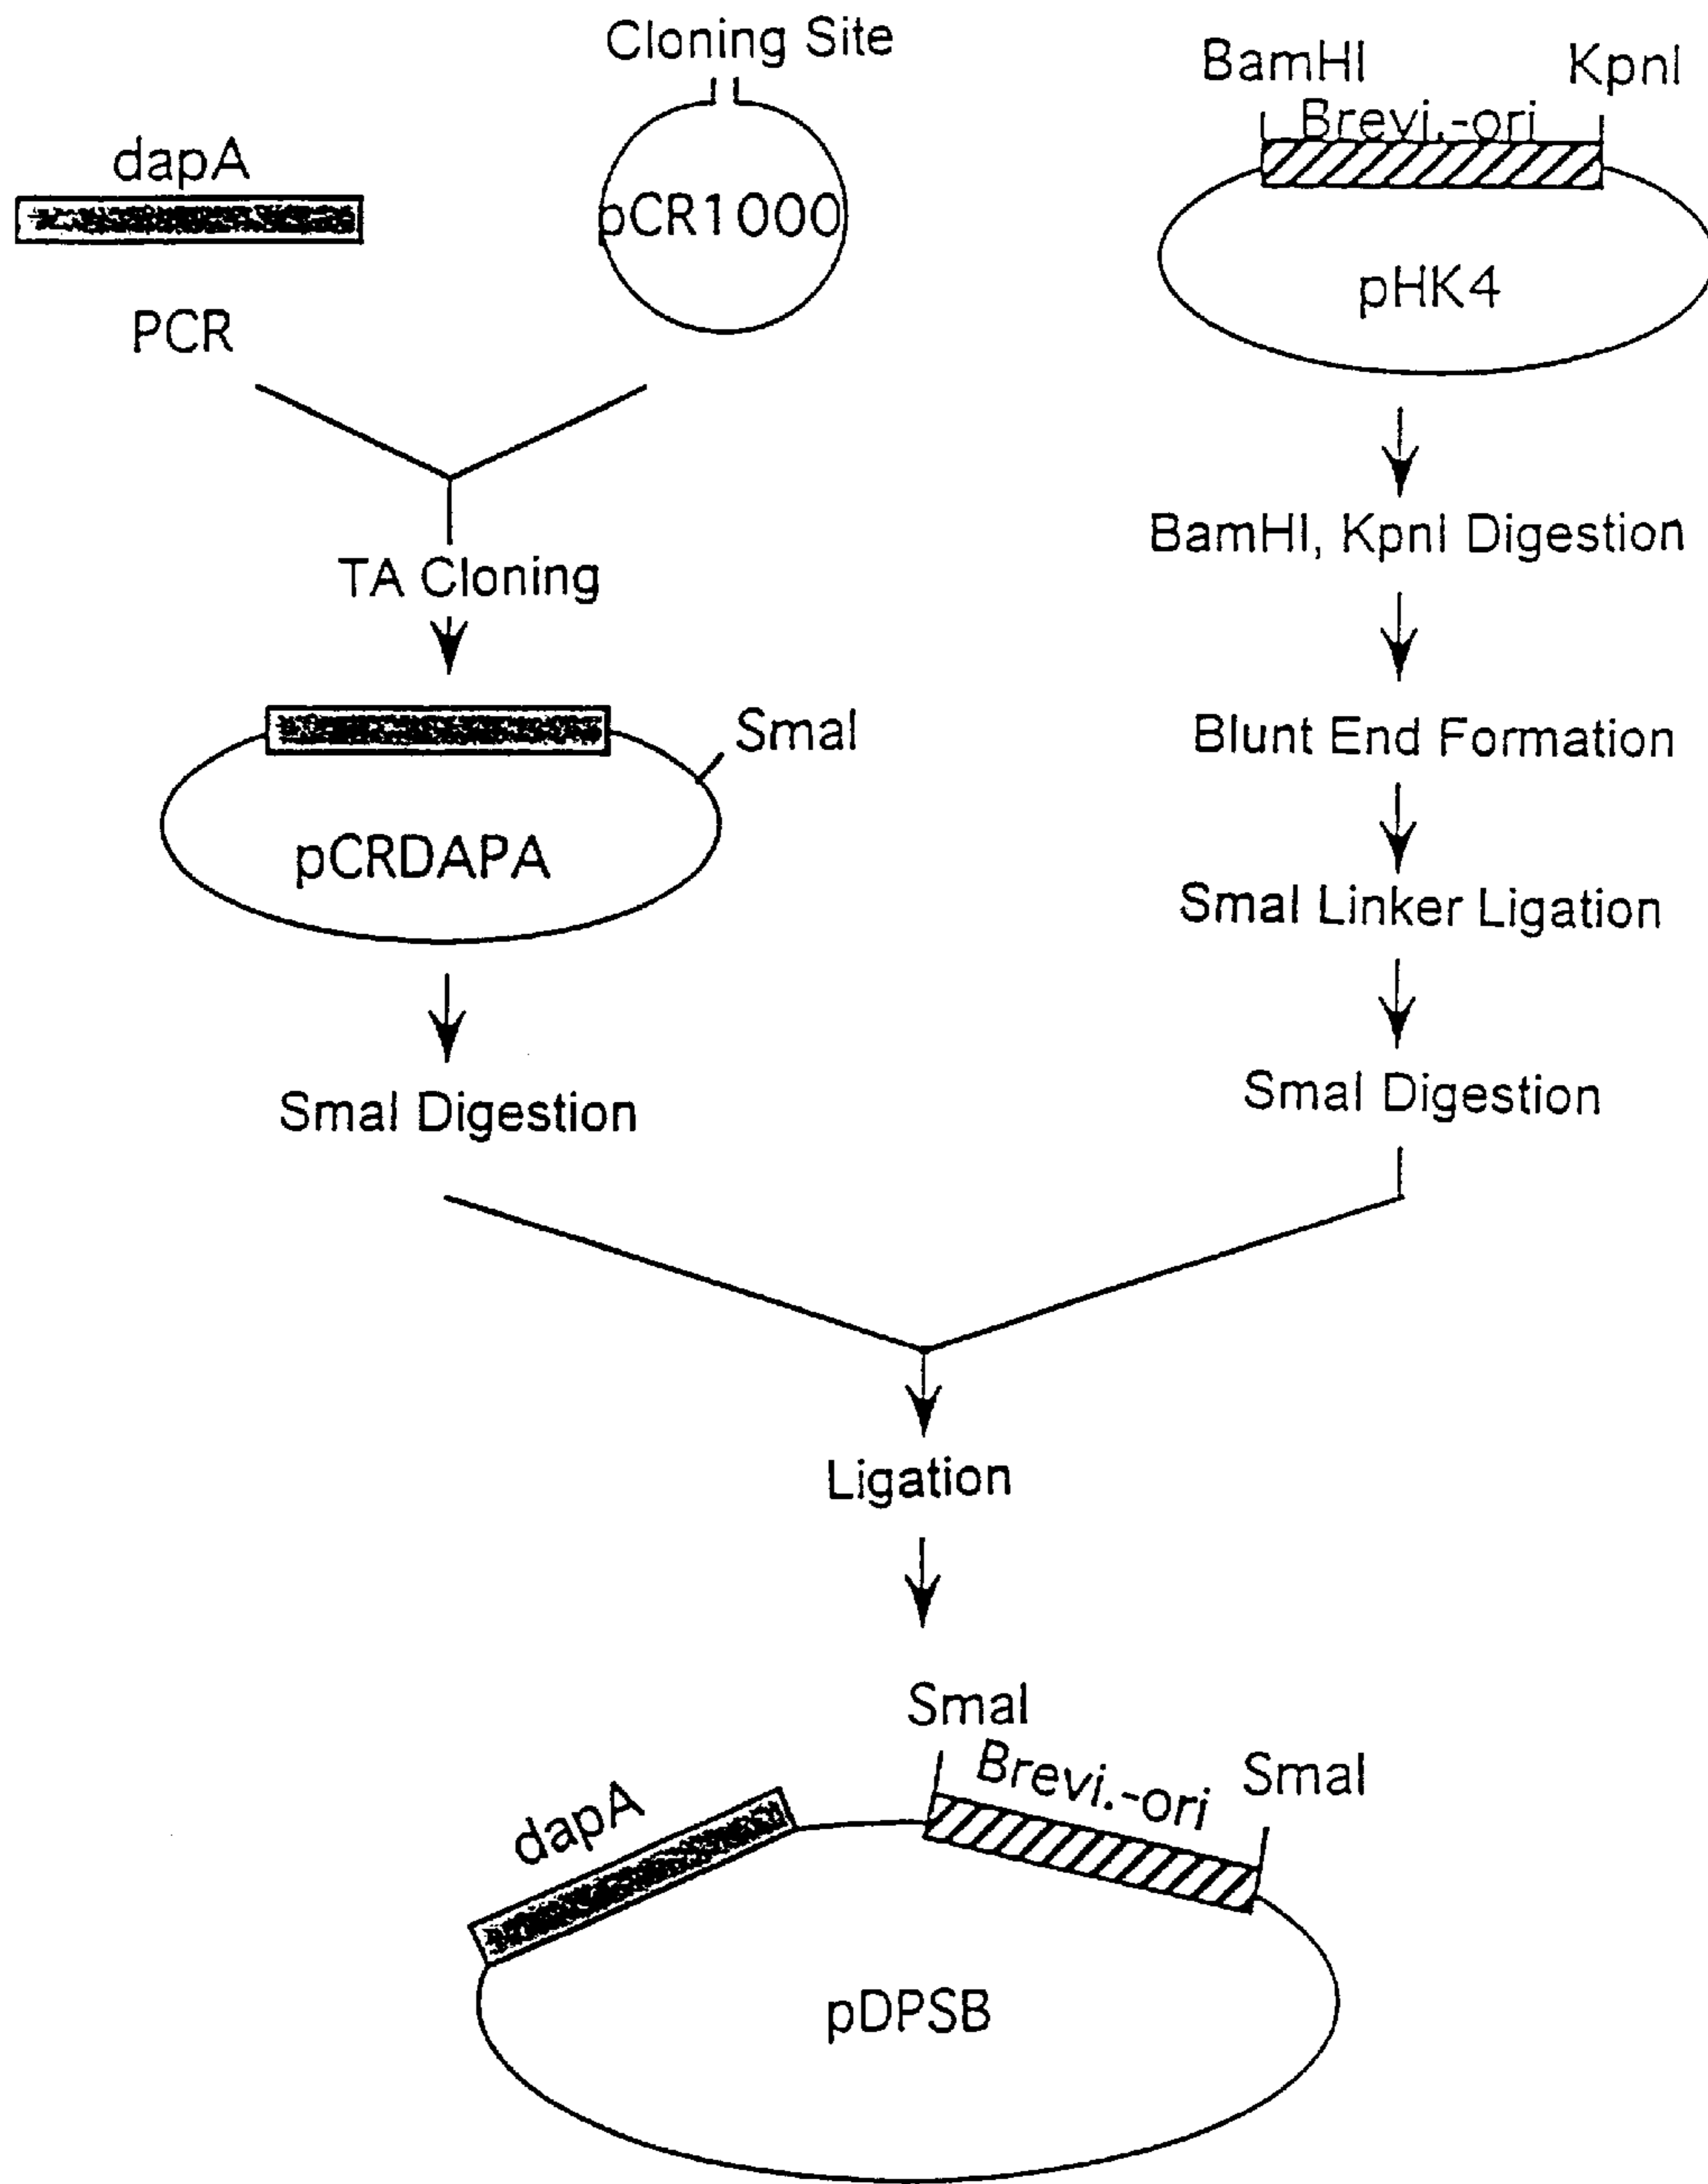 Cloning Site
BamHI
KpnI
Brevi.-ori
dapA
pCR1000
pHK4
PCR
BamHI, KpnI Digestion
TA Cloning
SmaI
Blunt End Formation
pCRDAPA
SmaI Linker Ligation
SmaI Digestion
SmaI Digestion
Ligation
SmaI
Brevi.-ori
SmaI
dapA
pDPSB